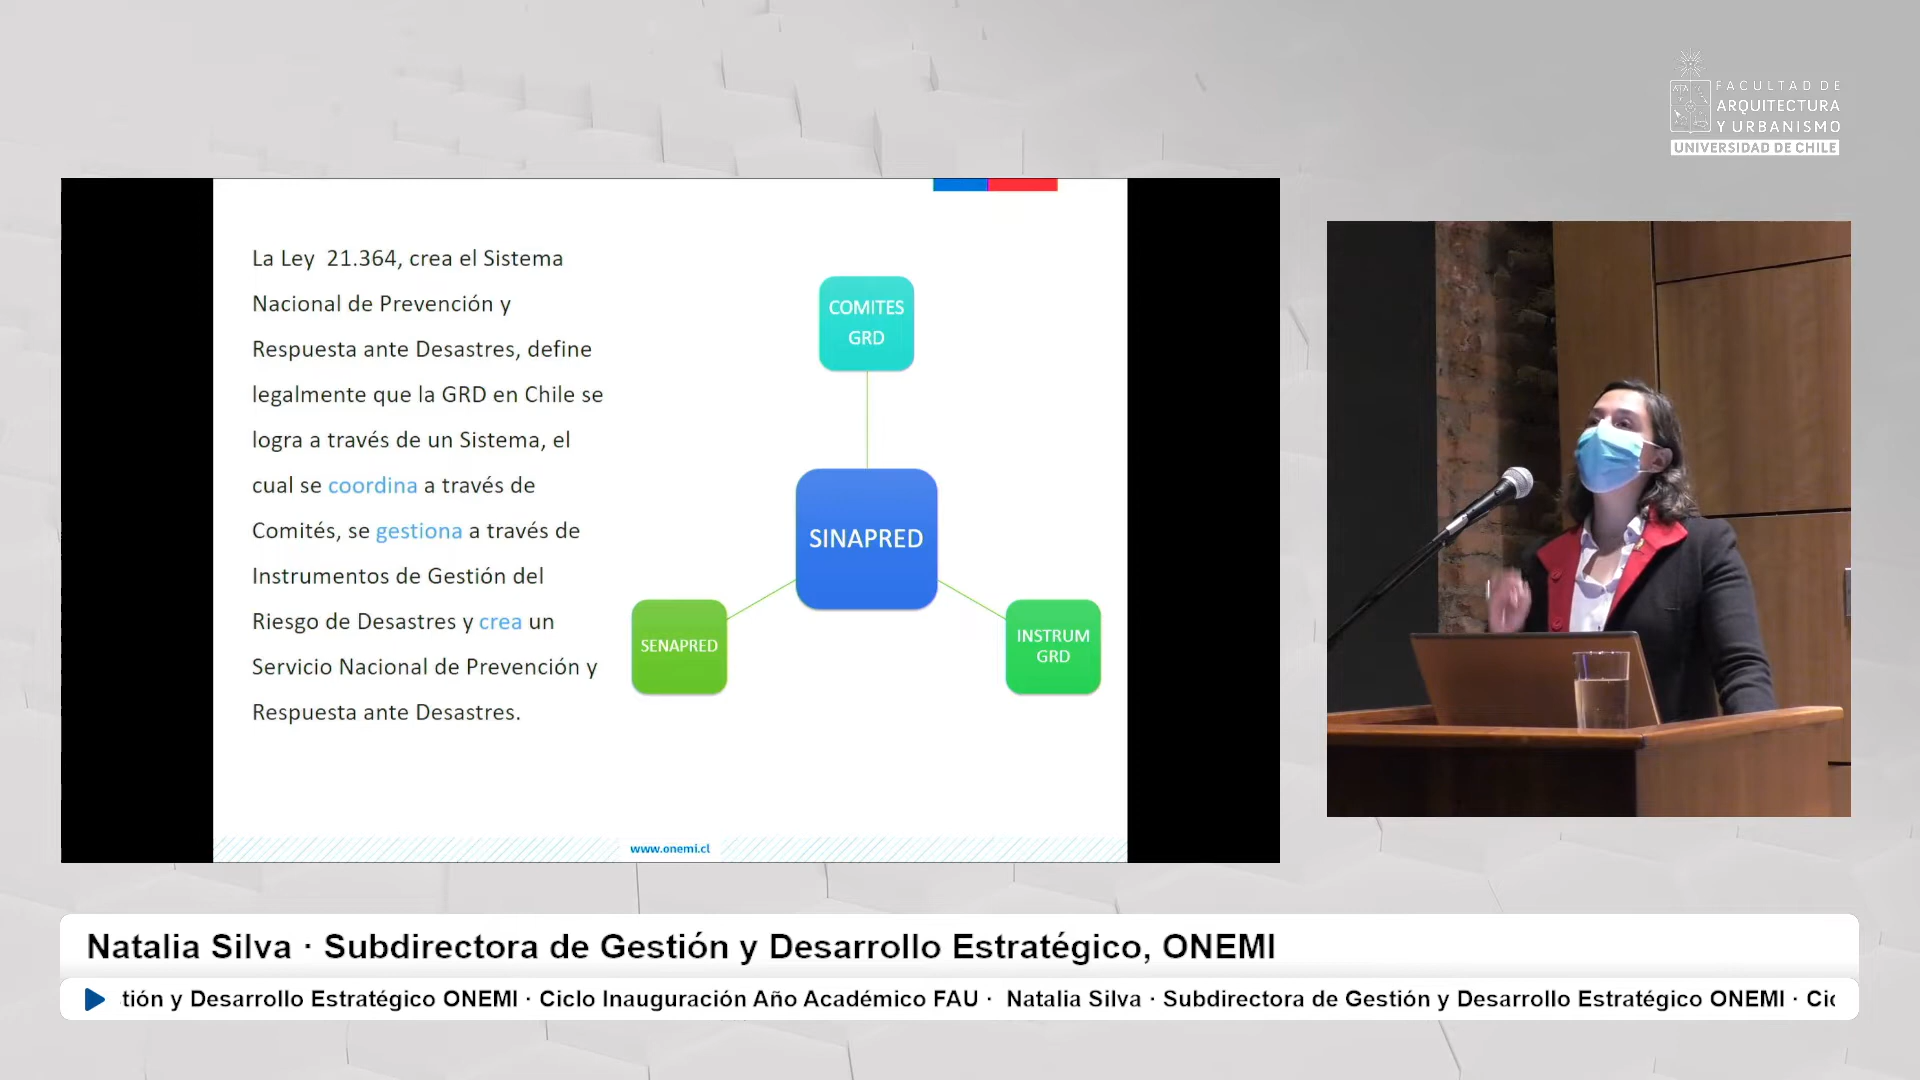 FACULTAD DE
ARQUITECTURA
Y URBANISMO
UNIVERSIDAD DE CHILE
La Ley 21.364, crea el Sistema
Nacional de Prevención y
Respuesta ante Desastres, define
legalmente que la GRD en Chile se
logra a través de un Sistema, el
cual se coordina a través de
Comités, se gestiona a través de
Instrumentos de Gestión del
Riesgo de Desastres y crea un
Servicio Nacional de Prevención y
Respuesta ante Desastres.
COMITES
GRD
SINAPRED
SENAPRED
INSTRUM
GRD
www.onemi.cl
Natalia Silva · Subdirectora de Gestión y Desarrollo Estratégico, ONEMI
tión y Desarrollo Estratégico ONEMI · Ciclo Inauguración Año Académico FAU · Natalia Silva · Subdirectora de Gestión y Desarrollo Estratégico ONEMI · Cic